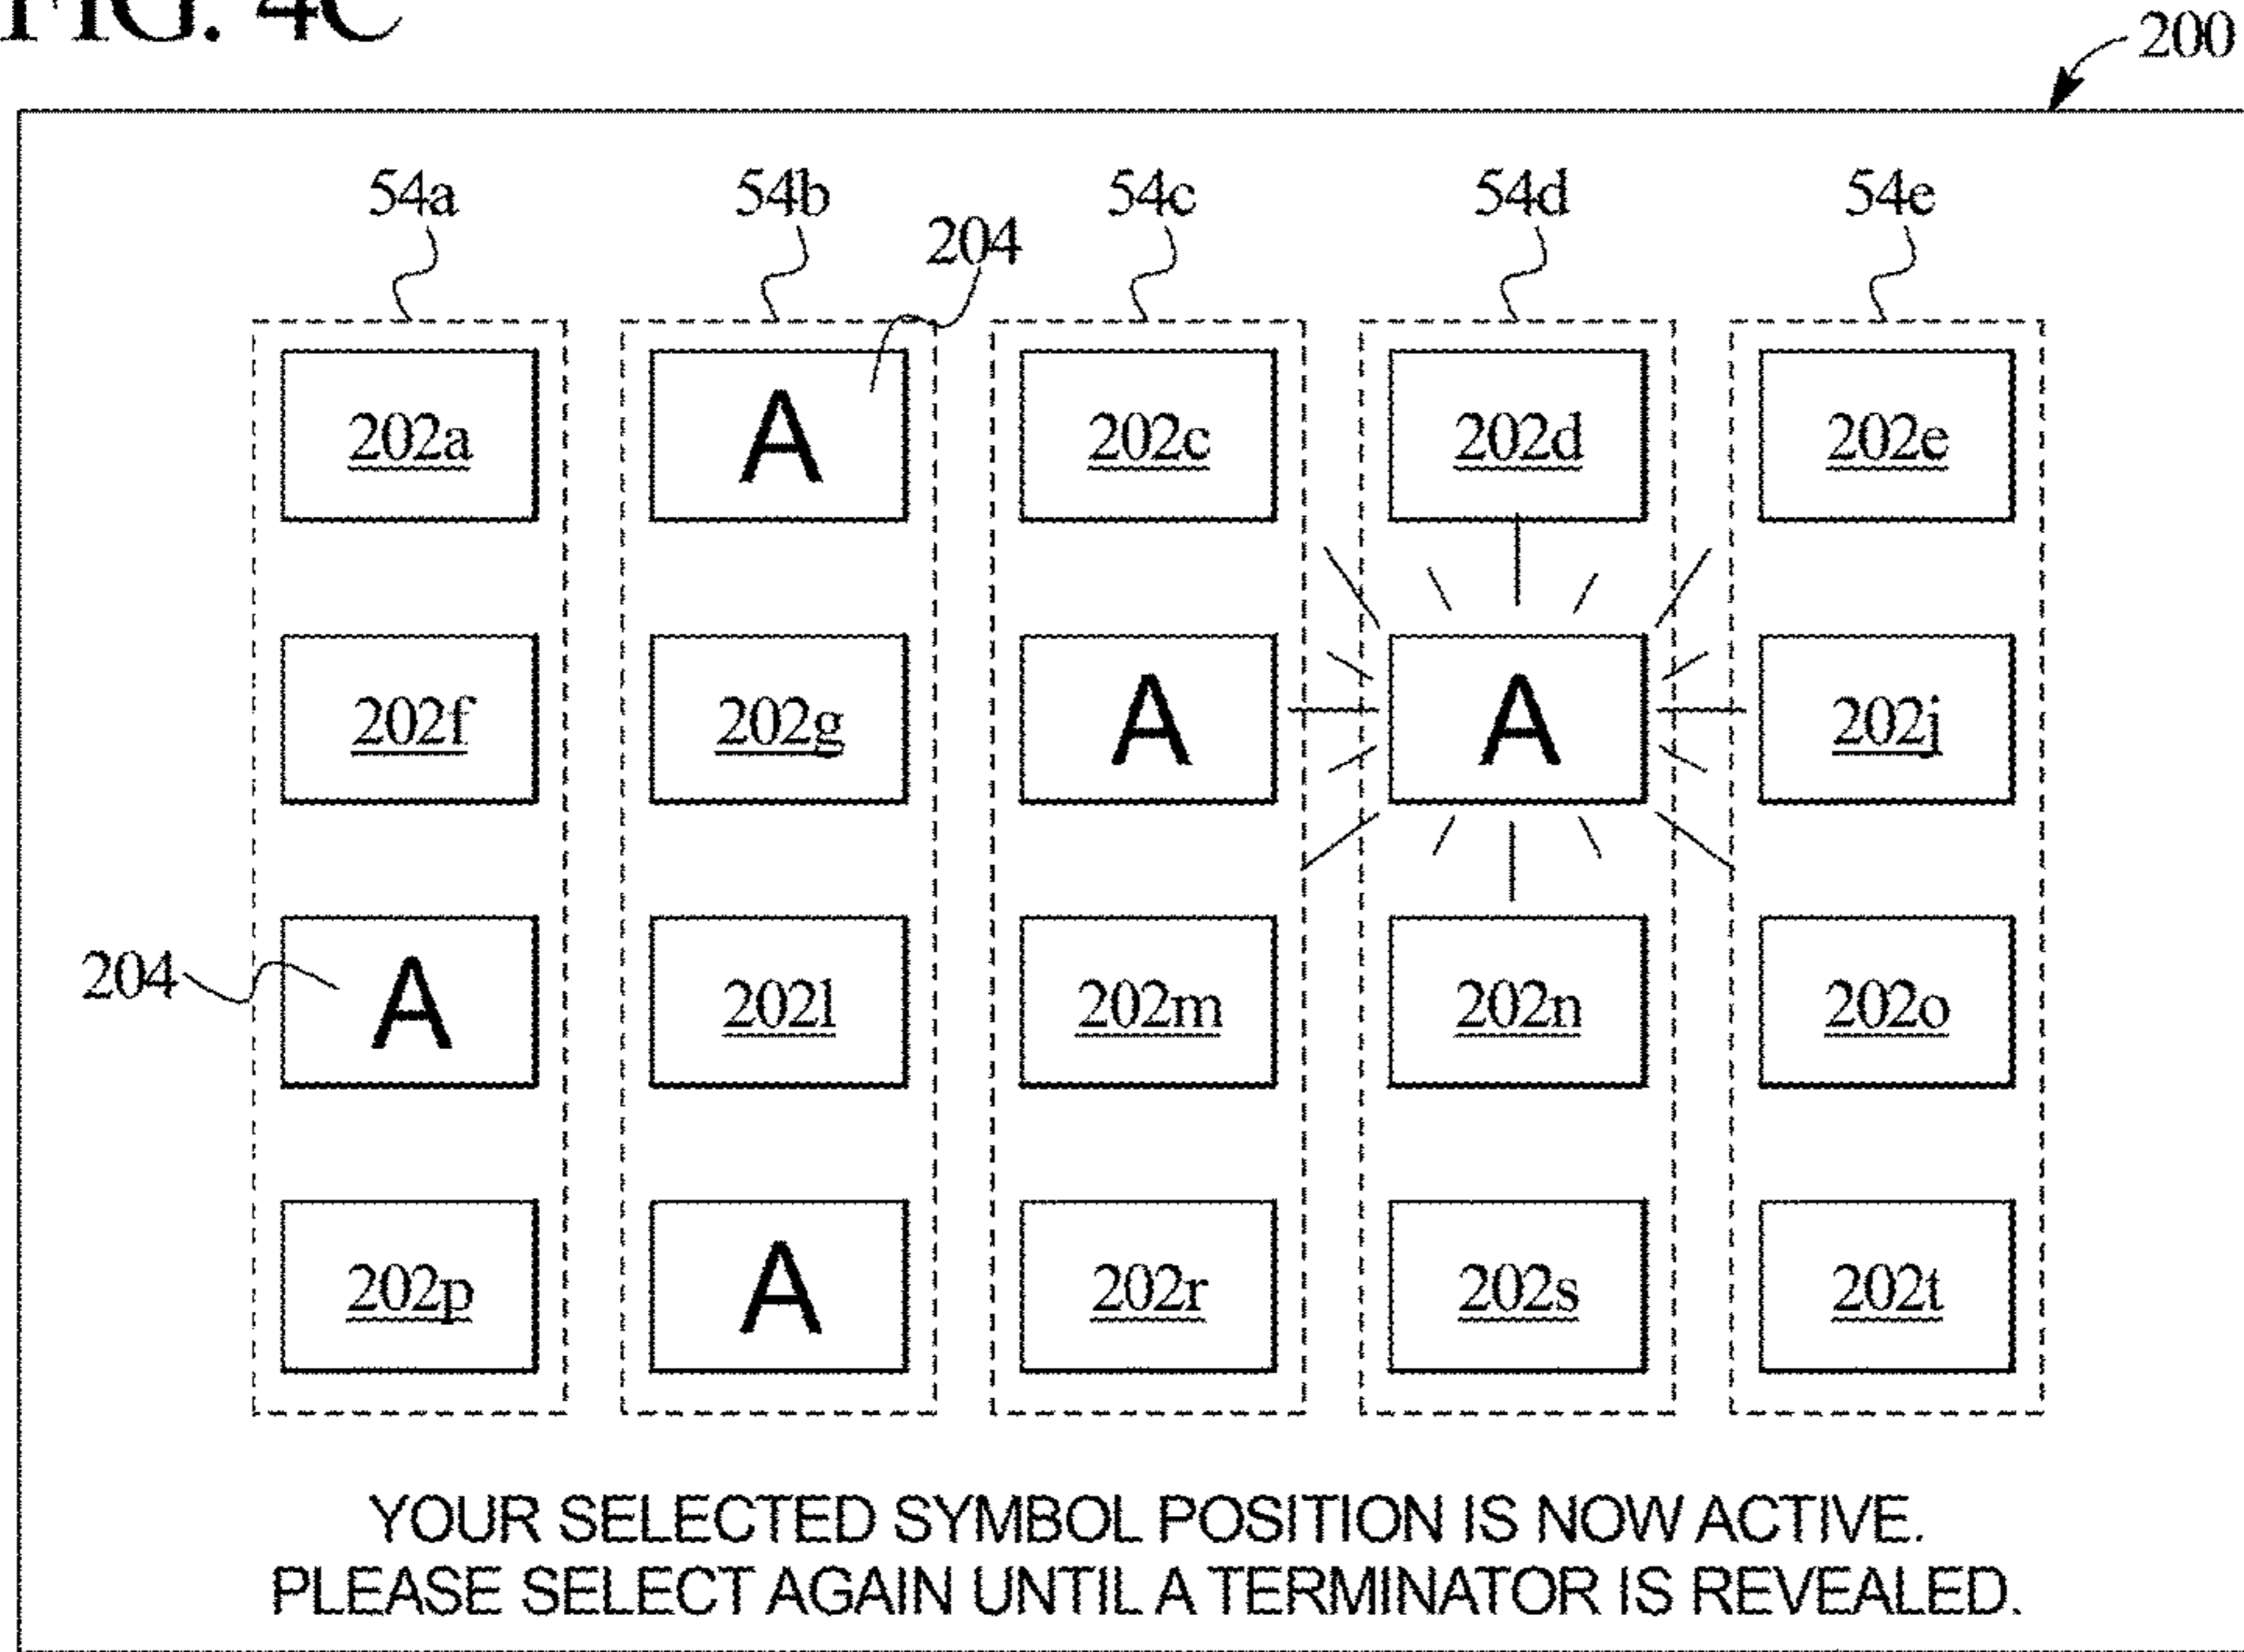 FIG. 4C
200
54a 54b 54c 54d 54e
204
202a A 202c 202d 202e
202f 202g A A 202j
204 A 202l 202m 202n 202o
202p A 202r 202s 202t
YOUR SELECTED SYMBOL POSITION IS NOW ACTIVE.
PLEASE SELECT AGAIN UNTIL A TERMINATOR IS REVEALED.